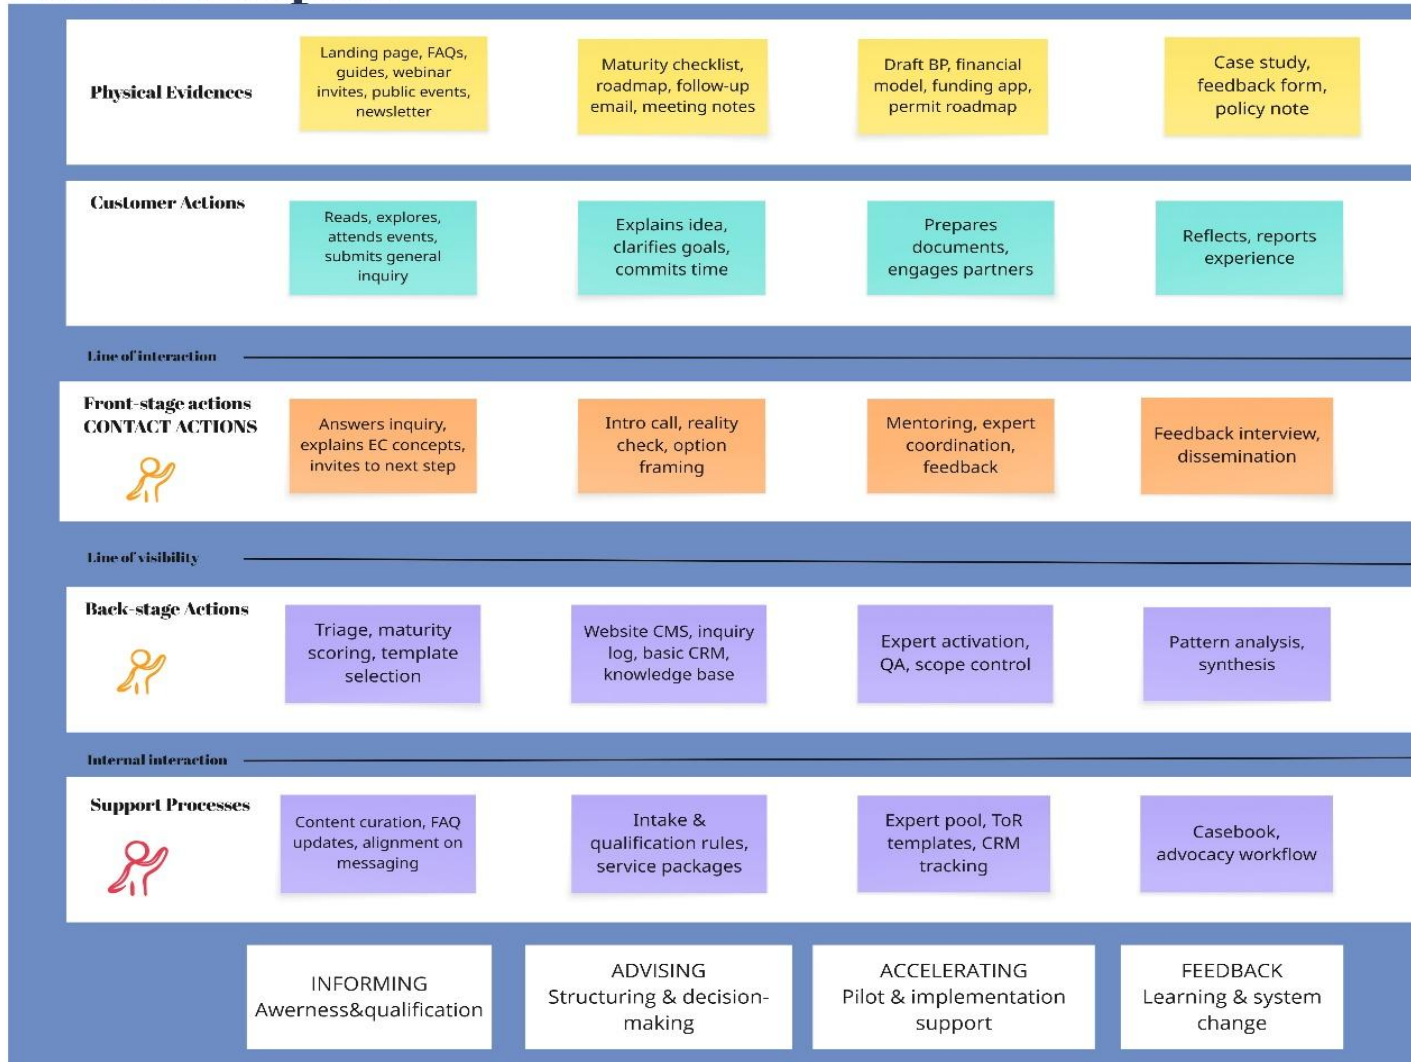 Physical Evidences
Landing page, FAQs,
guides, webinar
invites, public events,
newsletter
Maturity checklist,
roadmap, follow-up
email, meeting notes
Draft BP, financial
model, funding app,
permit roadmap
Case study,
feedback form,
policy note
Customer Actions
Reads, explores,
attends events,
submits general
inquiry
Explains idea,
clarifies goals,
commits time
Prepares
documents,
engages partners
Reflects, reports
experience
Line of interaction
Front-stage actions
CONTACT ACTIONS
Answers inquiry,
explains EC concepts,
invites to next step
Intro call, reality
check, option
framing
Mentoring, expert
coordination,
feedback
Feedback interview,
dissemination
Line of visibility
Back-stage Actions
Triage, maturity
scoring, template
selection
Website CMS, inquiry
log, basic CRM,
knowledge base
Expert activation,
QA, scope control
Pattern analysis,
synthesis
Internal interaction
Support Processes
Content curation, FAQ
updates, alignment on
messaging
Intake &
qualification rules,
service packages
Expert pool, ToR
templates, CRM
tracking
Casebook,
advocacy workflow
INFORMING
Awerness&qualification
ADVISING
Structuring & decision-
making
ACCELERATING
Pilot & implementation
support
FEEDBACK
Learning & system
change